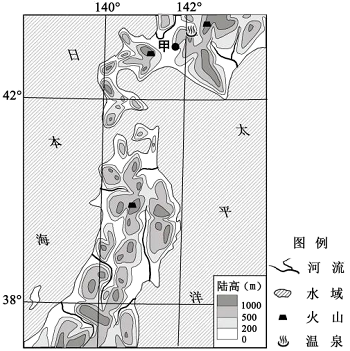 140° 142°
日本海
甲
42°
太平洋
38°
陆高(m)
1000
500
200
0
图例
河流
水域
火山
温泉